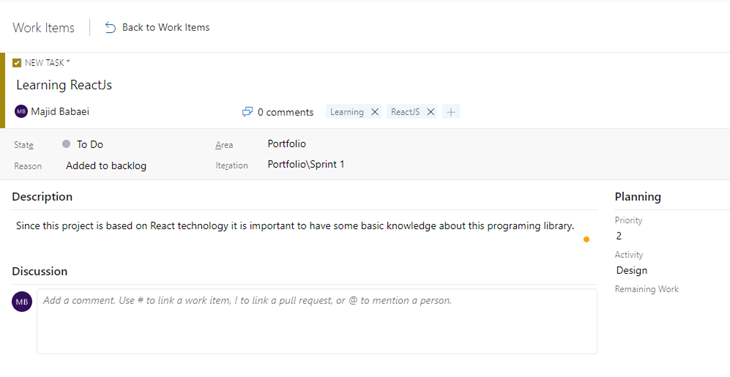 Work Items
Back to Work Items
NEW TASK *
Learning ReactJs
MB Majid Babaei
0 comments
Learning
ReactJS
State To Do
Area Portfolio
Reason Added to backlog
Iteration Portfolio\Sprint 1
Description
Since this project is based on React technology it is important to have some basic knowledge about this programing library.
Planning
Priority
2
Activity
Design
Remaining Work
Discussion
MB
Add a comment. Use # to link a work item, ! to link a pull request, or @ to mention a person.